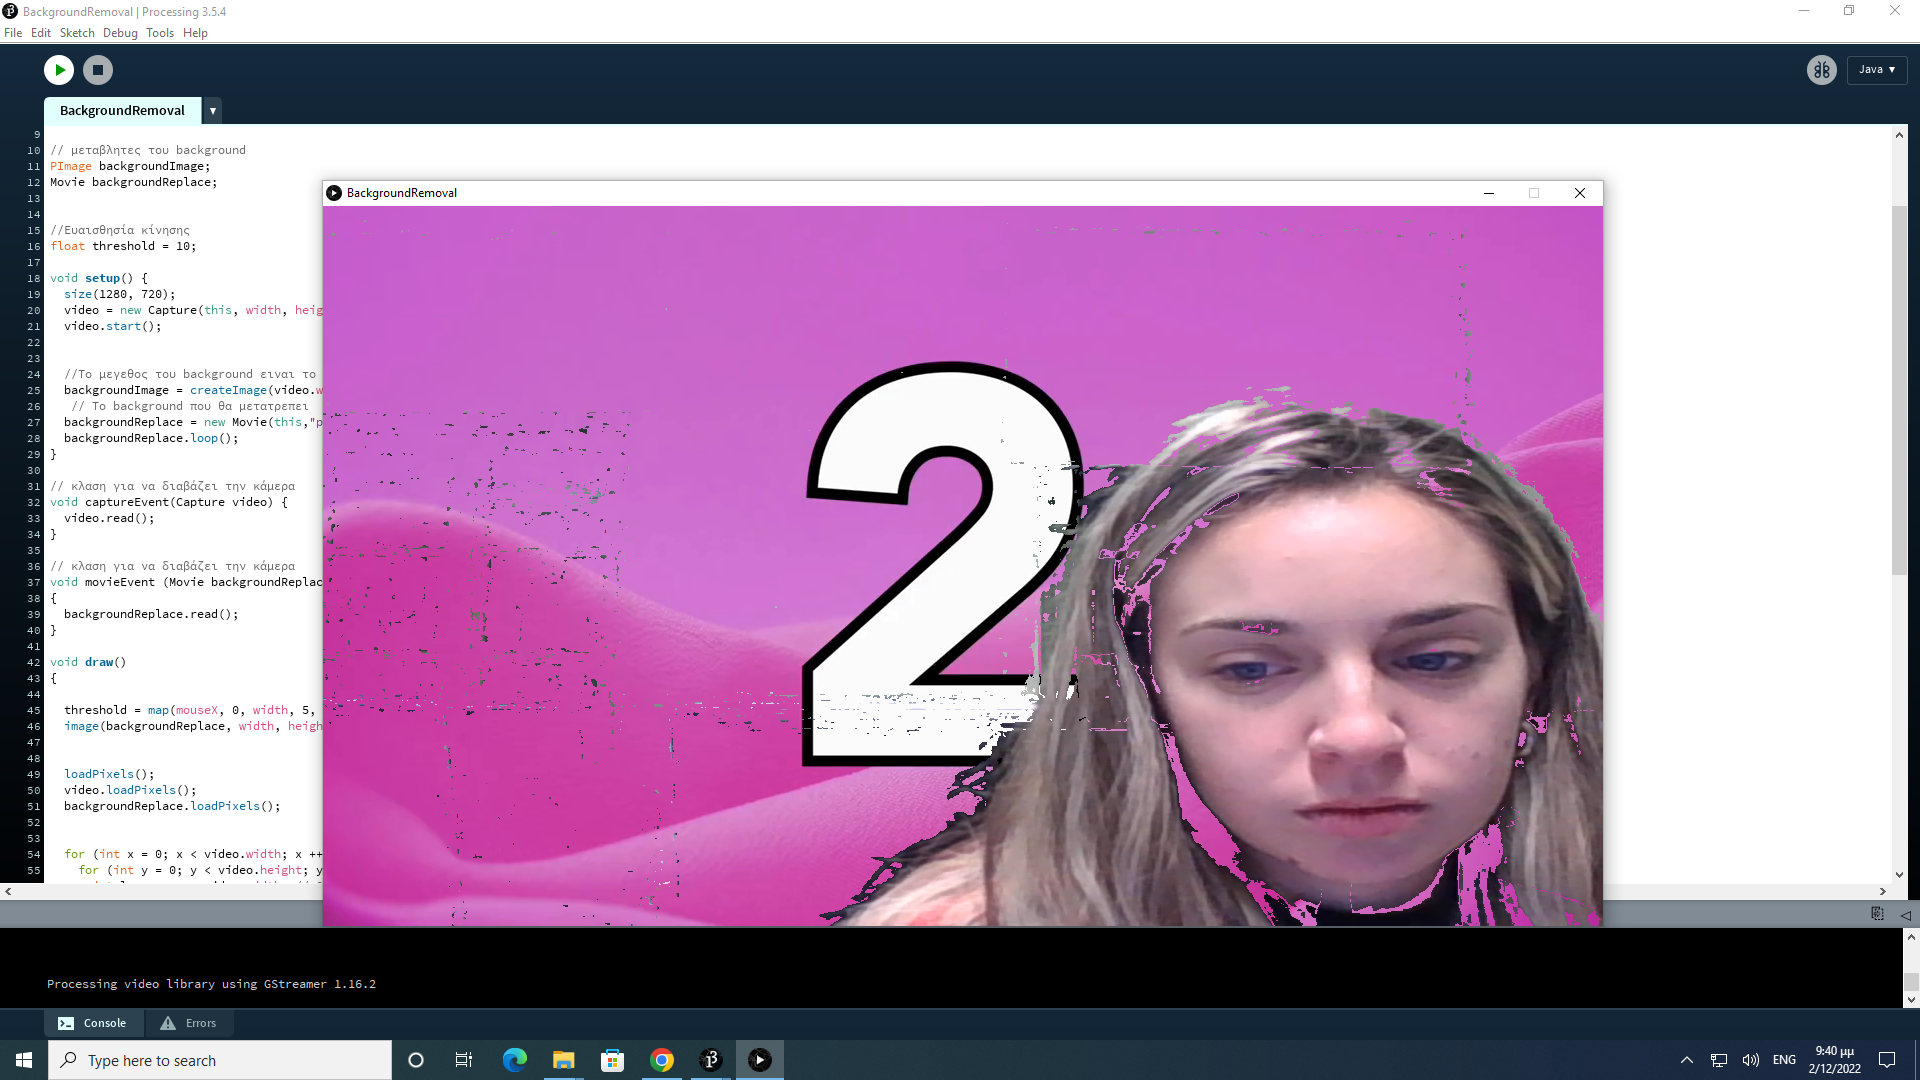 BackgroundRemoval | Processing 3.5.4
File Edit Sketch Debug Tools Help
Java ▾
BackgroundRemoval ▾
9
10 // μεταβλητες του background
11 PImage backgroundImage;
12 Movie backgroundReplace;
13
14
15 //Ευαισθησία κίνησης
16 float threshold = 10;
17
18 void setup() {
19 size(1280, 720);
20 video = new Capture(this, width, heig
21 video.start();
22
23
24 //Το μεγεθος του background ειναι το
25 backgroundImage = createImage(video.w
26 // Το background που θα μετατρεπει
27 backgroundReplace = new Movie(this,"p
28 backgroundReplace.loop();
29 }
30
31 // κλαση για να διαβάζει την κάμερα
32 void captureEvent(Capture video) {
33 video.read();
34 }
35
36 // κλαση για να διαβάζει την κάμερα
37 void movieEvent (Movie backgroundReplac
38 {
39 backgroundReplace.read();
40 }
41
42 void draw()
43 {
44
45 threshold = map(mouseX, 0, width, 5,
46 image(backgroundReplace, width, heigh
47
48
49 loadPixels();
50 video.loadPixels();
51 backgroundReplace.loadPixels();
52
53
54 for (int x = 0; x < video.width; x ++
55 for (int y = 0; y < video.height; y
BackgroundRemoval
2
Processing video library using GStreamer 1.16.2
Console Errors
Type here to search
ENG
9:40 μμ
2/12/2022